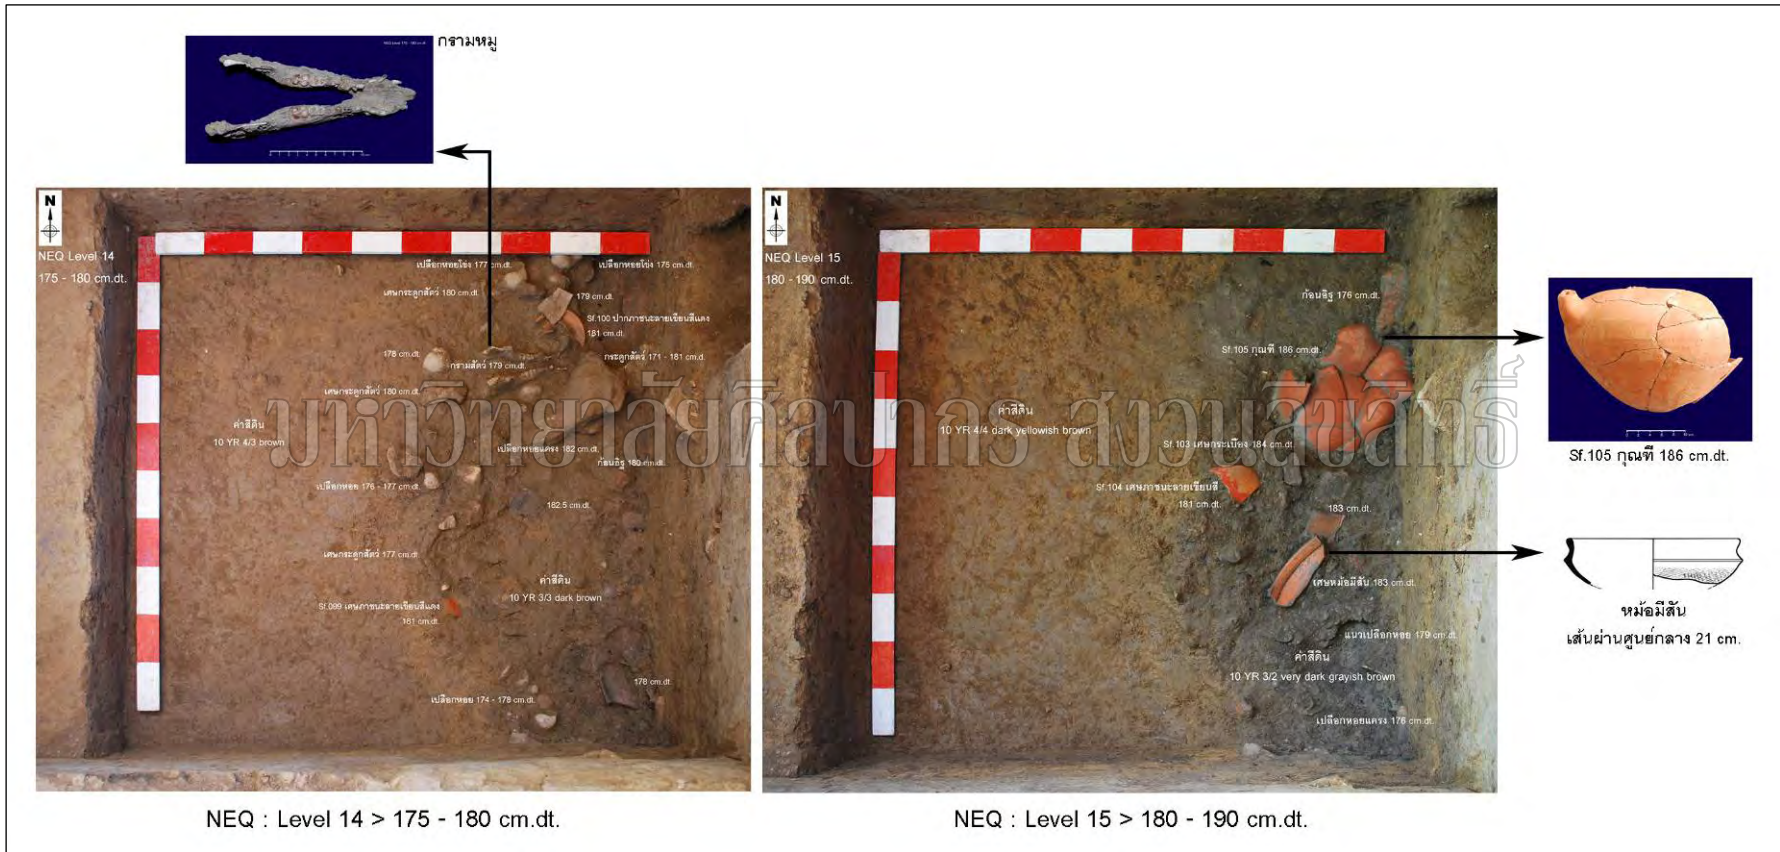 กรามหมู
NEQ Level 175 - 180 cm.dt.
N
NEQ Level 14
175 - 180 cm.dt.
เปลือกหอยโข่ง 177 cm.dt.
เปลือกหอยโข่ง 175 cm.dt.
เศษกระดูกสัตว์ 180 cm.dt.
179 cm.dt.
Sf.100 ปากภาชนะลายเขียนสีแดง
181 cm.dt.
178 cm.dt.
กรามสัตว์ 179 cm.dt.
กระดูกสัตว์ 171 - 181 cm.d.
เศษกระดูกสัตว์ 180 cm.dt.
ค่าสีดิน
10 YR 4/3 brown
เปลือกหอยแครง 182 cm.dt.
ก้อนอิฐ 180 cm.dt.
เปลือกหอย 176 - 177 cm.dt.
182.5 cm.dt.
เศษกระดูกสัตว์ 177 cm.dt.
ค่าสีดิน
10 YR 3/3 dark brown
Sf.099 เศษภาชนะลายเขียนสีแดง
181 cm.dt.
178 cm.dt.
เปลือกหอย 174 - 178 cm.dt.
NEQ : Level 14 > 175 - 180 cm.dt.
N
NEQ Level 15
180 - 190 cm.dt.
ก้อนอิฐ 176 cm.dt.
Sf.105 กุณฑี 186 cm.dt.
ค่าสีดิน
10 YR 4/4 dark yellowish brown
Sf.103 เศษกระเบื้อง 184 cm.dt.
Sf.104 เศษภาชนะลายเขียนสี
181 cm.dt.
183 cm.dt.
เศษหม้อมีสัน 183 cm.dt.
แนวเปลือกหอย 179 cm.dt.
ค่าสีดิน
10 YR 3/2 very dark grayish brown
เปลือกหอยแครง 176 cm.dt.
NEQ : Level 15 > 180 - 190 cm.dt.
Sf.105 กุณฑี 186 cm.dt.
หม้อมีสัน
เส้นผ่านศูนย์กลาง 21 cm.
มหาวิทยาลัยศิลปากร สงวนลิขสิทธิ์